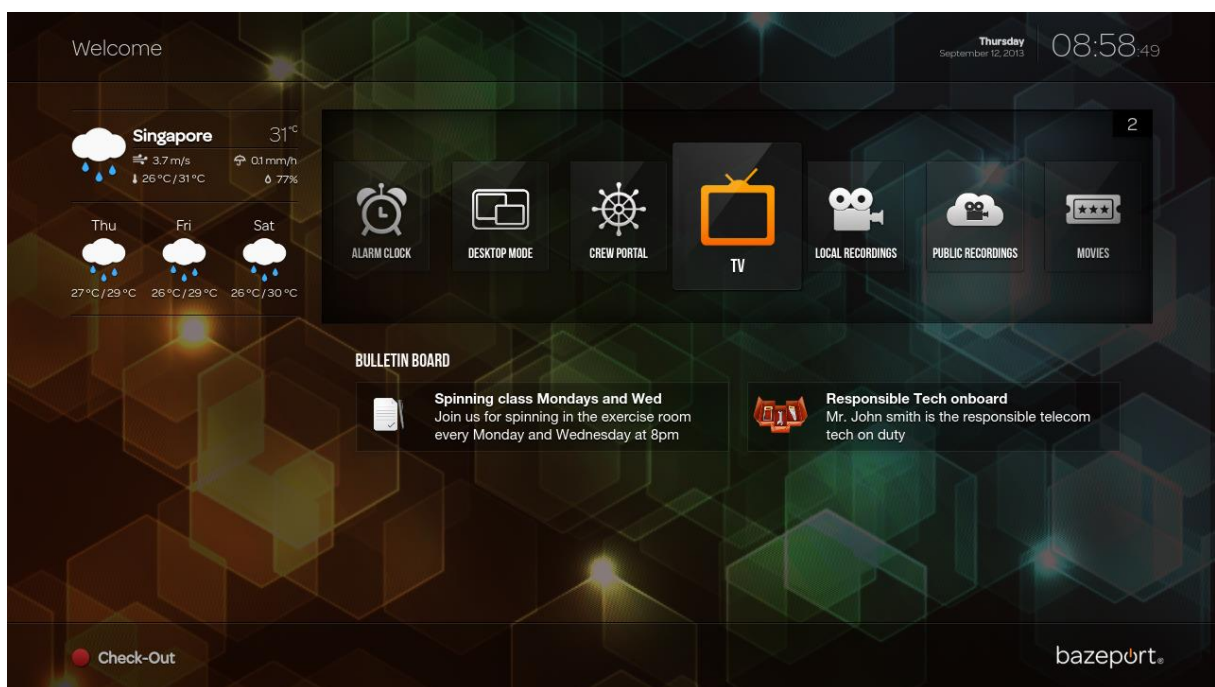 Welcome
Thursday
September 12, 2013
08:58:49
Singapore 31°C
3.7 m/s 0.1 mm/h
26°C/31°C 77%
Thu Fri Sat
27°C/29°C 26°C/29°C 26°C/30°C
2
ALARM CLOCK DESKTOP MODE CREW PORTAL TV LOCAL RECORDINGS PUBLIC RECORDINGS MOVIES
BULLETIN BOARD
Spinning class Mondays and Wed
Join us for spinning in the exercise room
every Monday and Wednesday at 8pm
Responsible Tech onboard
Mr. John smith is the responsible telecom
tech on duty
Check-Out
bazeport®